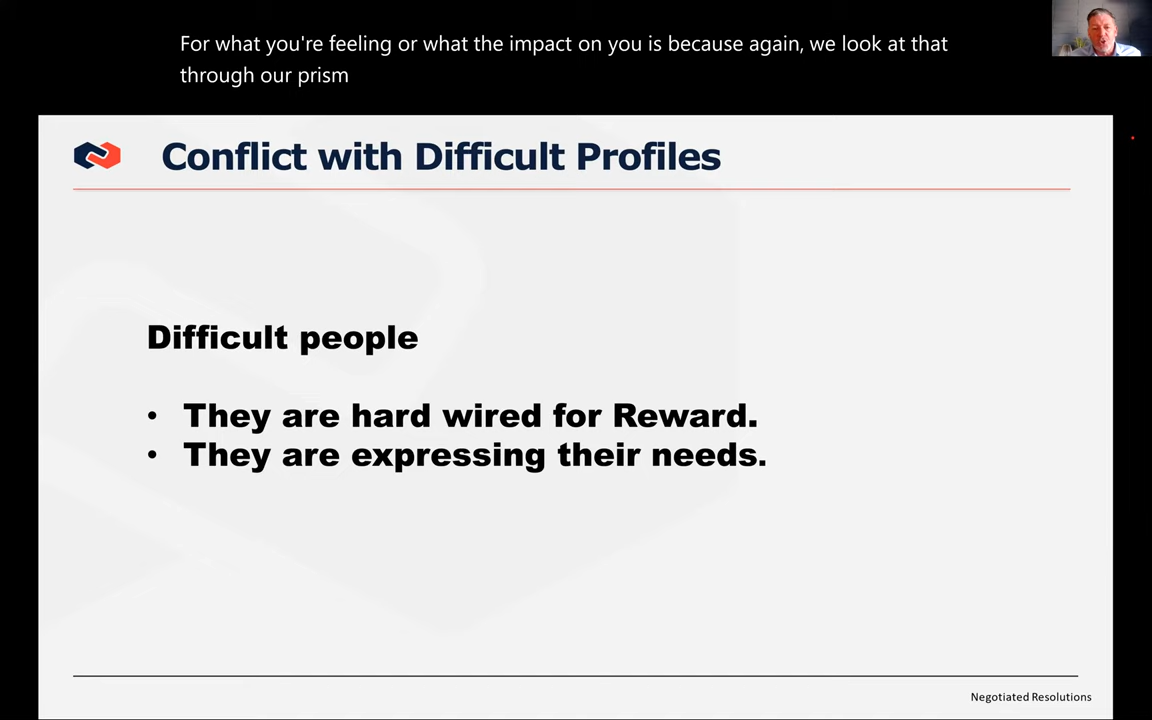 For what you're feeling or what the impact on you is because again, we look at that
through our prism
Conflict with Difficult Profiles
Difficult people
• They are hard wired for Reward.
• They are expressing their needs.
Negotiated Resolutions